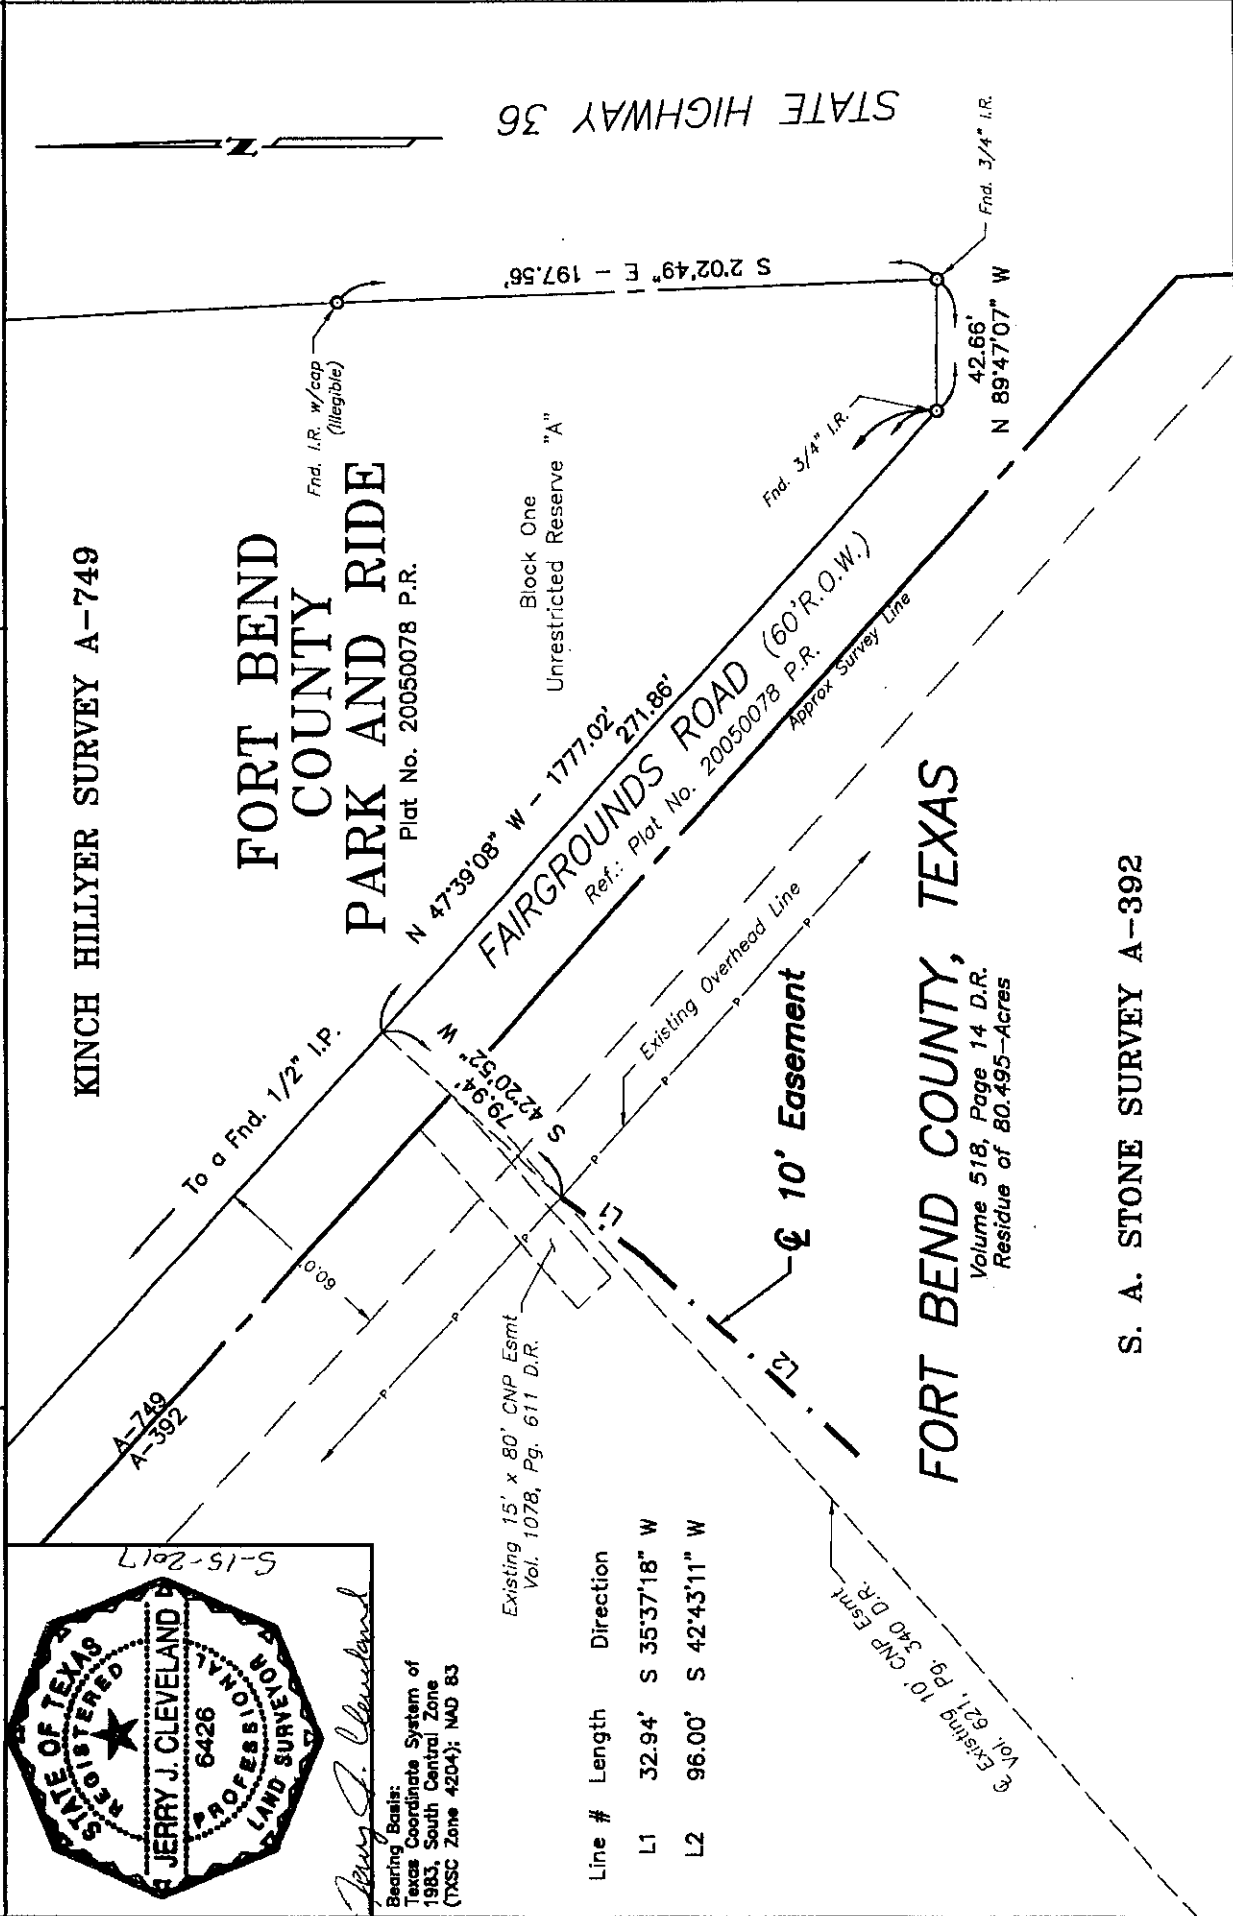 KINCH HILLYER SURVEY A-749
STATE HIGHWAY 36
N
FORT BEND
COUNTY
PARK AND RIDE
Plat No. 20050078 P.R.
Fnd. I.R. w/cap
(Illegible)
S 2°02'49" E - 197.56'
Block One
Unrestricted Reserve "A"
Fnd. 3/4" I.R.
Fnd. 3/4" I.R.
42.66'
N 89°47'07" W
To a Fnd. 1/2" I.P.
N 47°39'08" W - 1777.02'
271.86'
FAIRGROUNDS ROAD (60' R.O.W.)
Ref.: Plat No. 20050078 P.R.
Approx Survey Line
A-749
A-392
60.0'
79.94'
S 42°20'52" W
P
P
P
P
P
P
P
Existing Overhead Line
Existing 15' x 80' CNP Esmt
Vol. 1078, Pg. 611 D.R.
L1
L2
℄ 10' Easement
FORT BEND COUNTY, TEXAS
Volume 518, Page 14 D.R.
Residue of 80.495-Acres
S. A. STONE SURVEY A-392
℄ Existing 10' CNP Esmt
Vol. 621, Pg. 340 D.R.
STATE OF TEXAS
REGISTERED
JERRY J. CLEVELAND
6426
PROFESSIONAL
LAND SURVEYOR
5-15-2017
Jerry J. Cleveland
Bearing Basis:
Texas Coordinate System of
1983, South Central Zone
(TXSC Zone 4204); NAD 83
Line # Length Direction
L1 32.94' S 35°37'18" W
L2 96.00' S 42°43'11" W